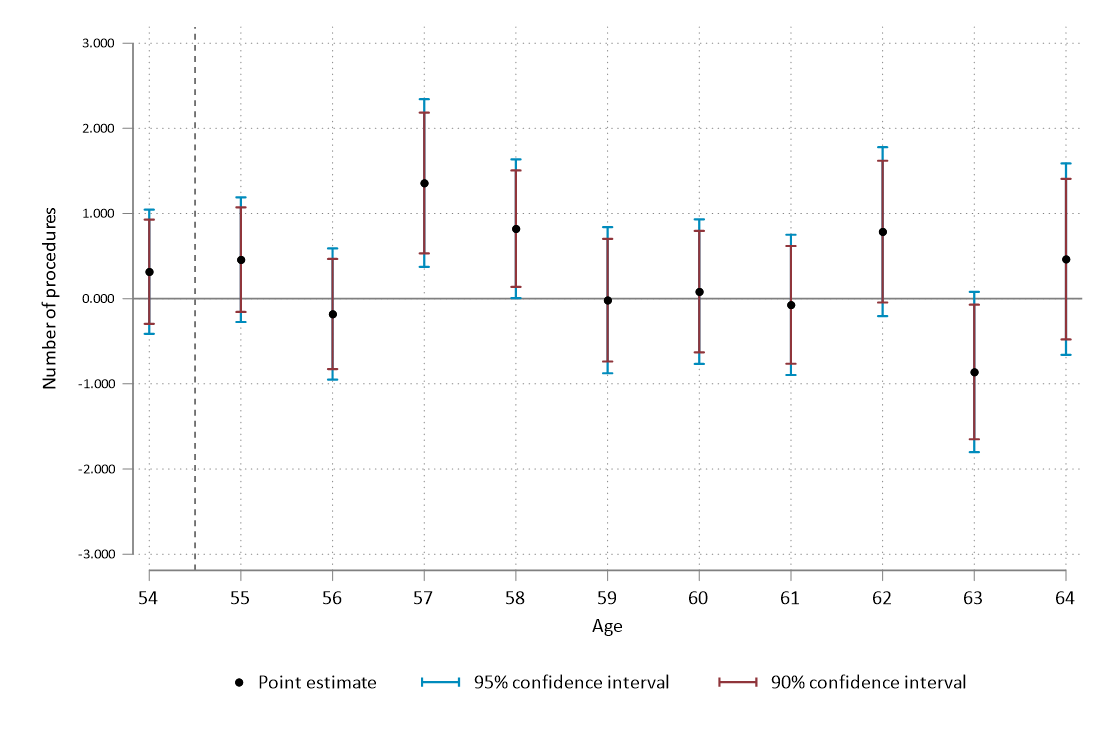 Number of procedures
3.000
2.000
1.000
0.000
-1.000
-2.000
-3.000
54 55 56 57 58 59 60 61 62 63 64
Age
Point estimate 95% confidence interval 90% confidence interval